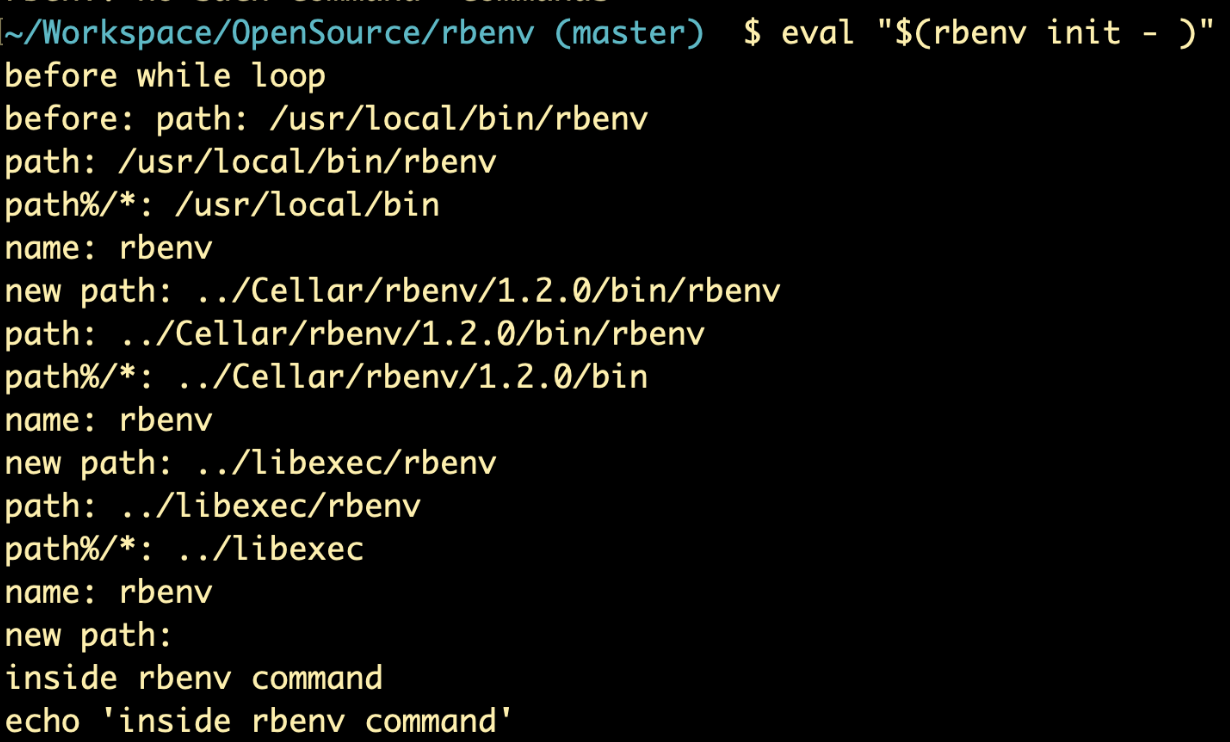 ~/Workspace/OpenSource/rbenv (master)  $ eval "$(rbenv init - )"
before while loop
before: path: /usr/local/bin/rbenv
path: /usr/local/bin/rbenv
path%/*: /usr/local/bin
name: rbenv
new path: ../Cellar/rbenv/1.2.0/bin/rbenv
path: ../Cellar/rbenv/1.2.0/bin/rbenv
path%/*: ../Cellar/rbenv/1.2.0/bin
name: rbenv
new path: ../libexec/rbenv
path: ../libexec/rbenv
path%/*: ../libexec
name: rbenv
new path:
inside rbenv command
echo 'inside rbenv command'